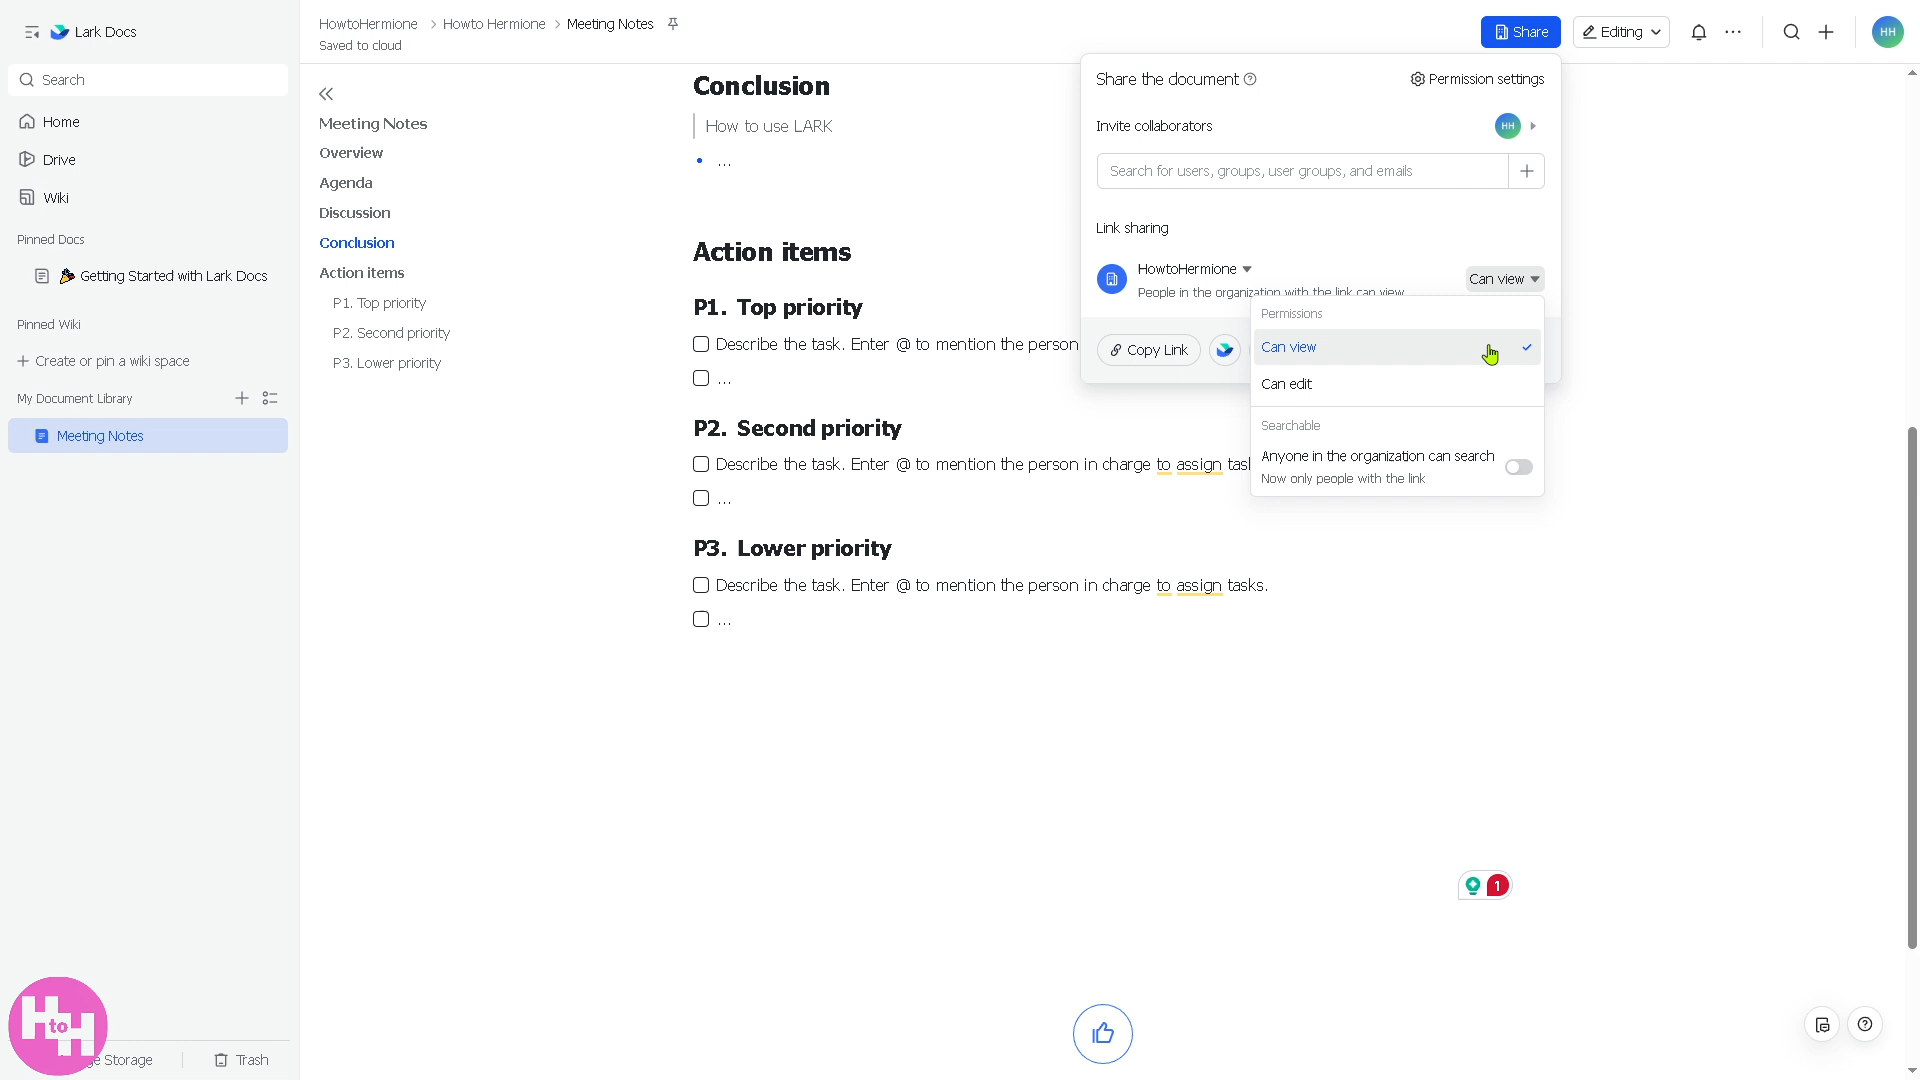 Lark Docs
Search
Home
Drive
Wiki
Pinned Docs
Getting Started with Lark Docs
Pinned Wiki
Create or pin a wiki space
My Document Library
Meeting Notes
HtoH
e Storage
Trash
HowtoHermione > Howto Hermione > Meeting Notes
Saved to cloud
Share
Editing
HH
Meeting Notes
Overview
Agenda
Discussion
Conclusion
Action items
P1. Top priority
P2. Second priority
P3. Lower priority
Conclusion
How to use LARK
...
Action items
P1. Top priority
Describe the task. Enter @ to mention the person
...
P2. Second priority
Describe the task. Enter @ to mention the person in charge to assign tas
...
P3. Lower priority
Describe the task. Enter @ to mention the person in charge to assign tasks.
...
Share the document
Permission settings
Invite collaborators
HH
Search for users, groups, user groups, and emails
Link sharing
HowtoHermione
People in the organization with the link can view
Can view
Copy Link
Permissions
Can view
Can edit
Searchable
Anyone in the organization can search
Now only people with the link
1